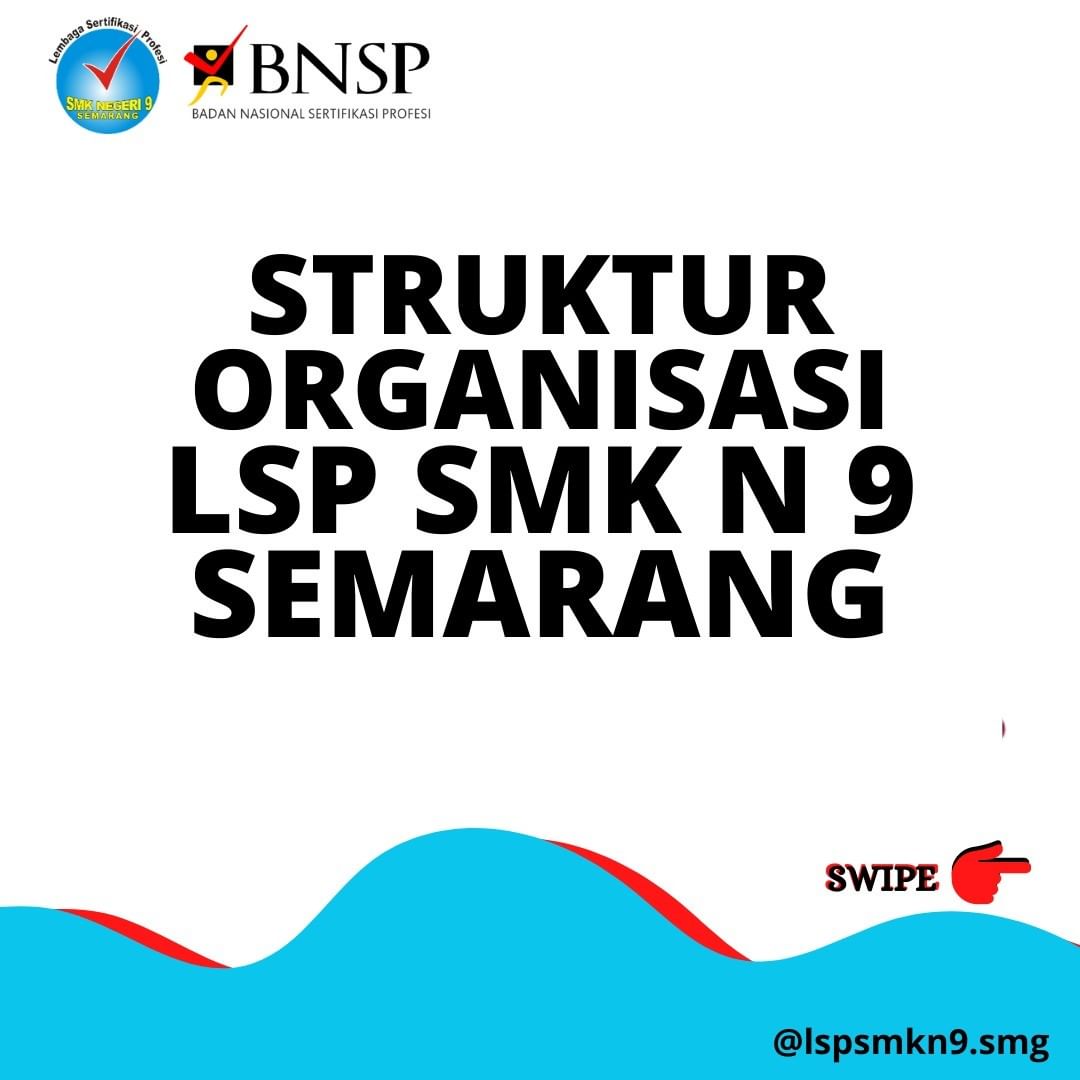 Lembaga Sertifikasi Profesi
SMK NEGERI 9
SEMARANG
BNSP
BADAN NASIONAL SERTIFIKASI PROFESI
STRUKTUR
ORGANISASI
LSP SMK N 9
SEMARANG
SWIPE
@lspsmkn9.smg